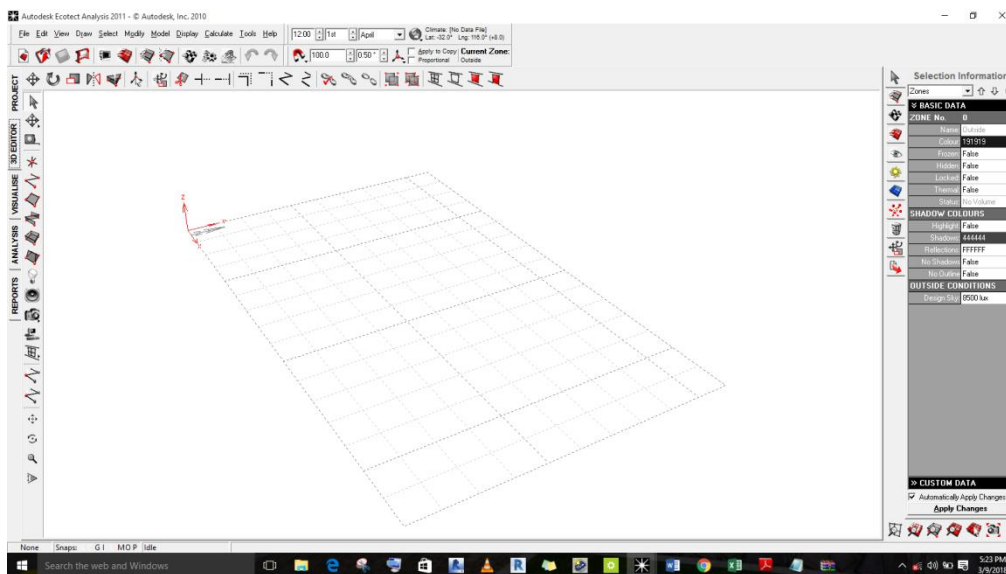 Autodesk Ecotect Analysis 2011 - © Autodesk, Inc. 2010
File Edit View Draw Select Modify Model Display Calculate Tools Help
12:00 1st April
Climate: [No Data File]
Lat: -32.0° Lng: 116.0° (+8.0)
100.0 0.50 °
Apply to Copy
Proportional
Current Zone:
Outside
PROJECT
3D EDITOR
VISUALISE
ANALYSIS
REPORTS
Z
Selection Information
Zones
BASIC DATA
ZONE No. 0
Name Outside
Colour 191919
Frozen False
Hidden False
Locked False
Thermal False
Status No Volume
SHADOW COLOURS
Highlight False
Shadows 444444
Reflections FFFFFF
No Shadow False
No Outline False
OUTSIDE CONDITIONS
Design Sky 8500 lux
CUSTOM DATA
Automatically Apply Changes
Apply Changes
None Snaps: G I M O P Idle
Search the web and Windows
5:23 PM